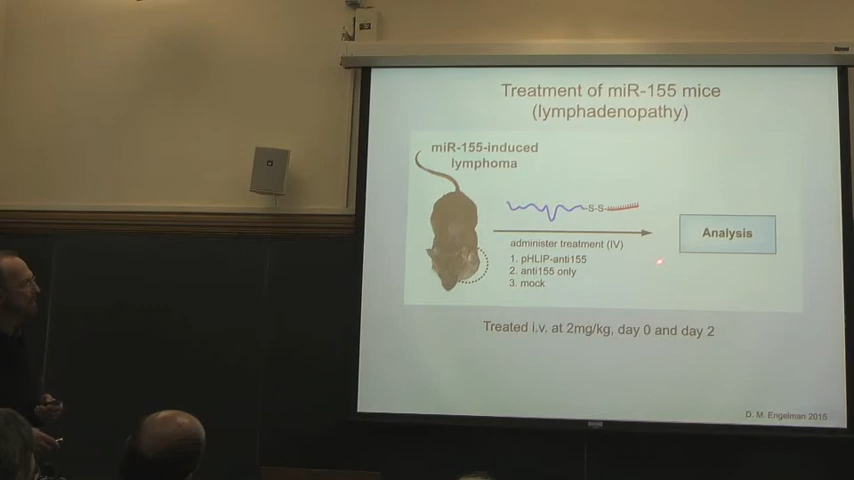 Treatment of miR-155 mice
(lymphadenopathy)
miR-155-induced
lymphoma
-S-S-
administer treatment (IV)
1. pHLIP-anti155
2. anti155 only
3. mock
Analysis
Treated i.v. at 2mg/kg, day 0 and day 2
D. M. Engelman 2015